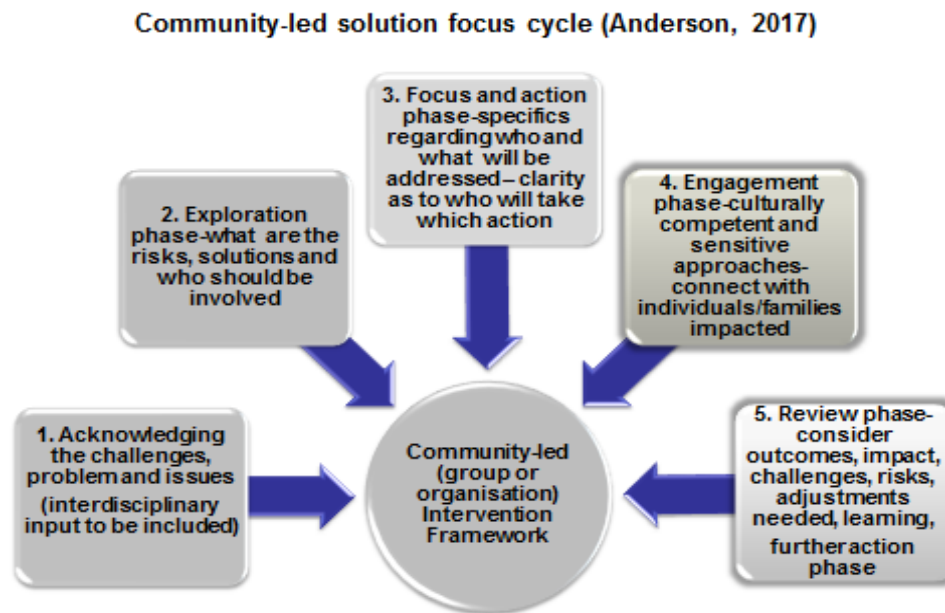 Community-led solution focus cycle (Anderson, 2017)
1. Acknowledging
the challenges,
problem and issues
(interdisciplinary
input to be included)
2. Exploration
phase-what are the
risks, solutions and
who should be
involved
3. Focus and action
phase-specifics
regarding who and
what will be
addressed– clarity
as to who will take
which action
4. Engagement
phase-culturally
competent and
sensitive
approaches-
connect with
individuals/families
impacted
5. Review phase-
consider
outcomes, impact,
challenges, risks,
adjustments
needed, learning,
further action
phase
Community-led
(group or
organisation)
Intervention
Framework